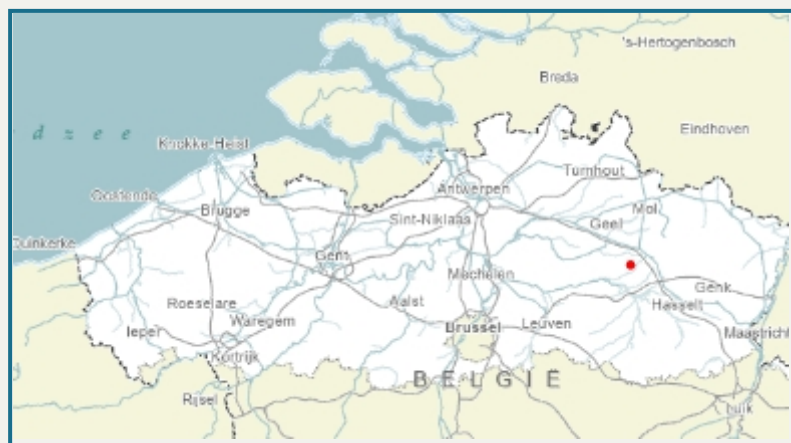 's-Hertogenbosch
Breda
d z e e
Eindhoven
Knokke-Heist
Turnhout
Antwerpen
Oostende
Mol
Brugge
Sint-Niklaas
Geel
Duinkerke
Gent
Mechelen
Genk
Roeselare
Aalst
Hasselt
Ieper
Waregem
Brussel
Leuven
Maastricht
Kortrijk
BELGIË
Rijsel
Luik